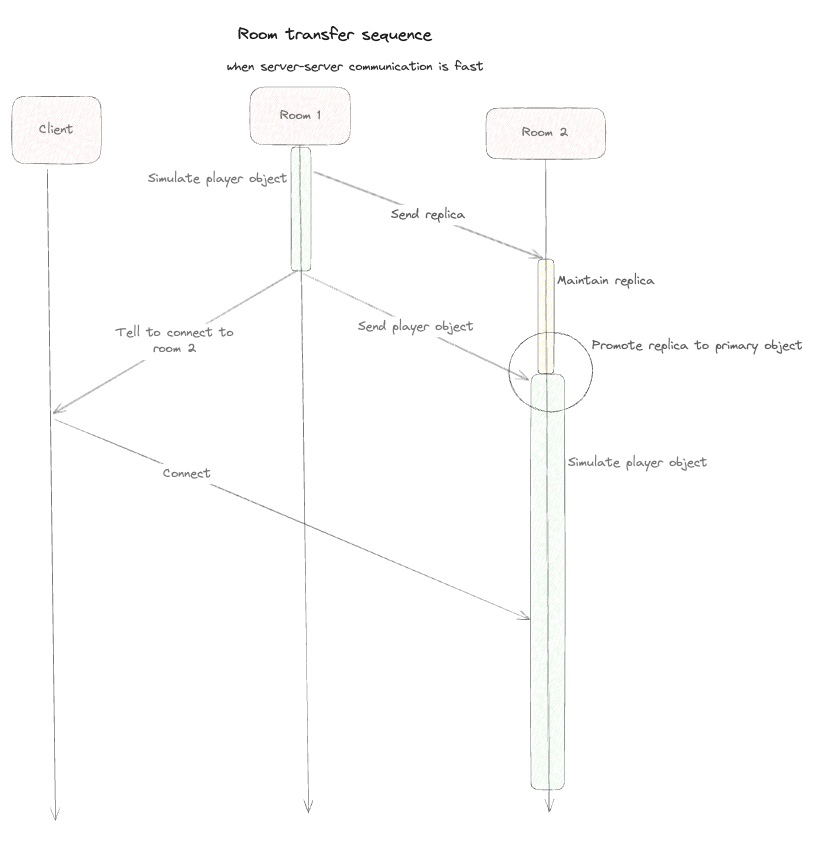 Room transfer sequence
when server-server communication is fast
Client
Room 1
Room 2
Simulate player object
Send replica
Maintain replica
Tell to connect to
room 2
Send player object
Promote replica to primary object
Simulate player object
Connect